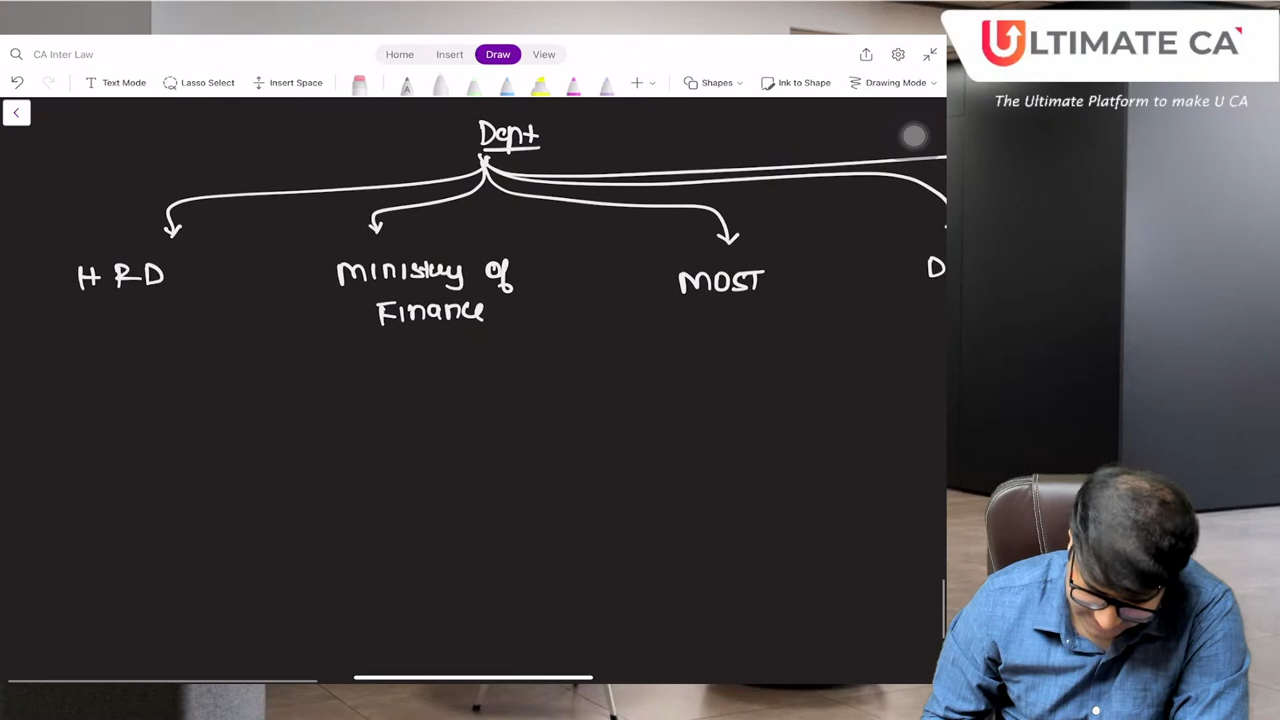 ULTIMATE CA
The Ultimate Platform to make U CA
CA Inter Law
Home Insert Draw View
Text Mode Lasso Select Insert Space Shapes Ink to Shape Drawing Mode
Dept
HRD Ministry of MOST D
Finance